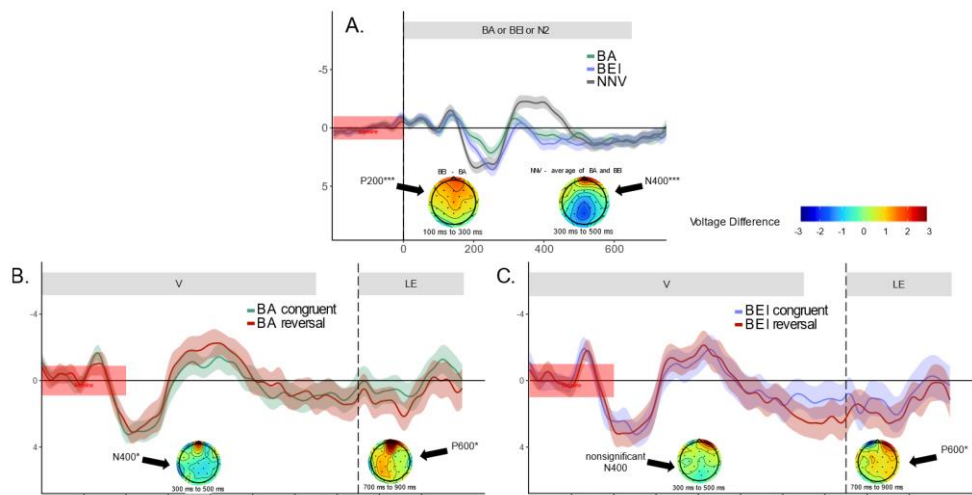 A.
BA or BEI or N2
BA
BEI
NNV
-5
0
5
P200***
BEI - BA
100 ms to 300 ms
NNV - average of BA and BEI
300 ms to 500 ms
N400***
0
200
400
600
Voltage Difference
-3 -2 -1 0 1 2 3
B.
V
LE
BA congruent
BA reversal
-4
0
4
N400*
300 ms to 500 ms
700 ms to 900 ms
P600*
C.
V
LE
BEI congruent
BEI reversal
-4
0
4
nonsignificant
N400
300 ms to 500 ms
700 ms to 900 ms
P600*